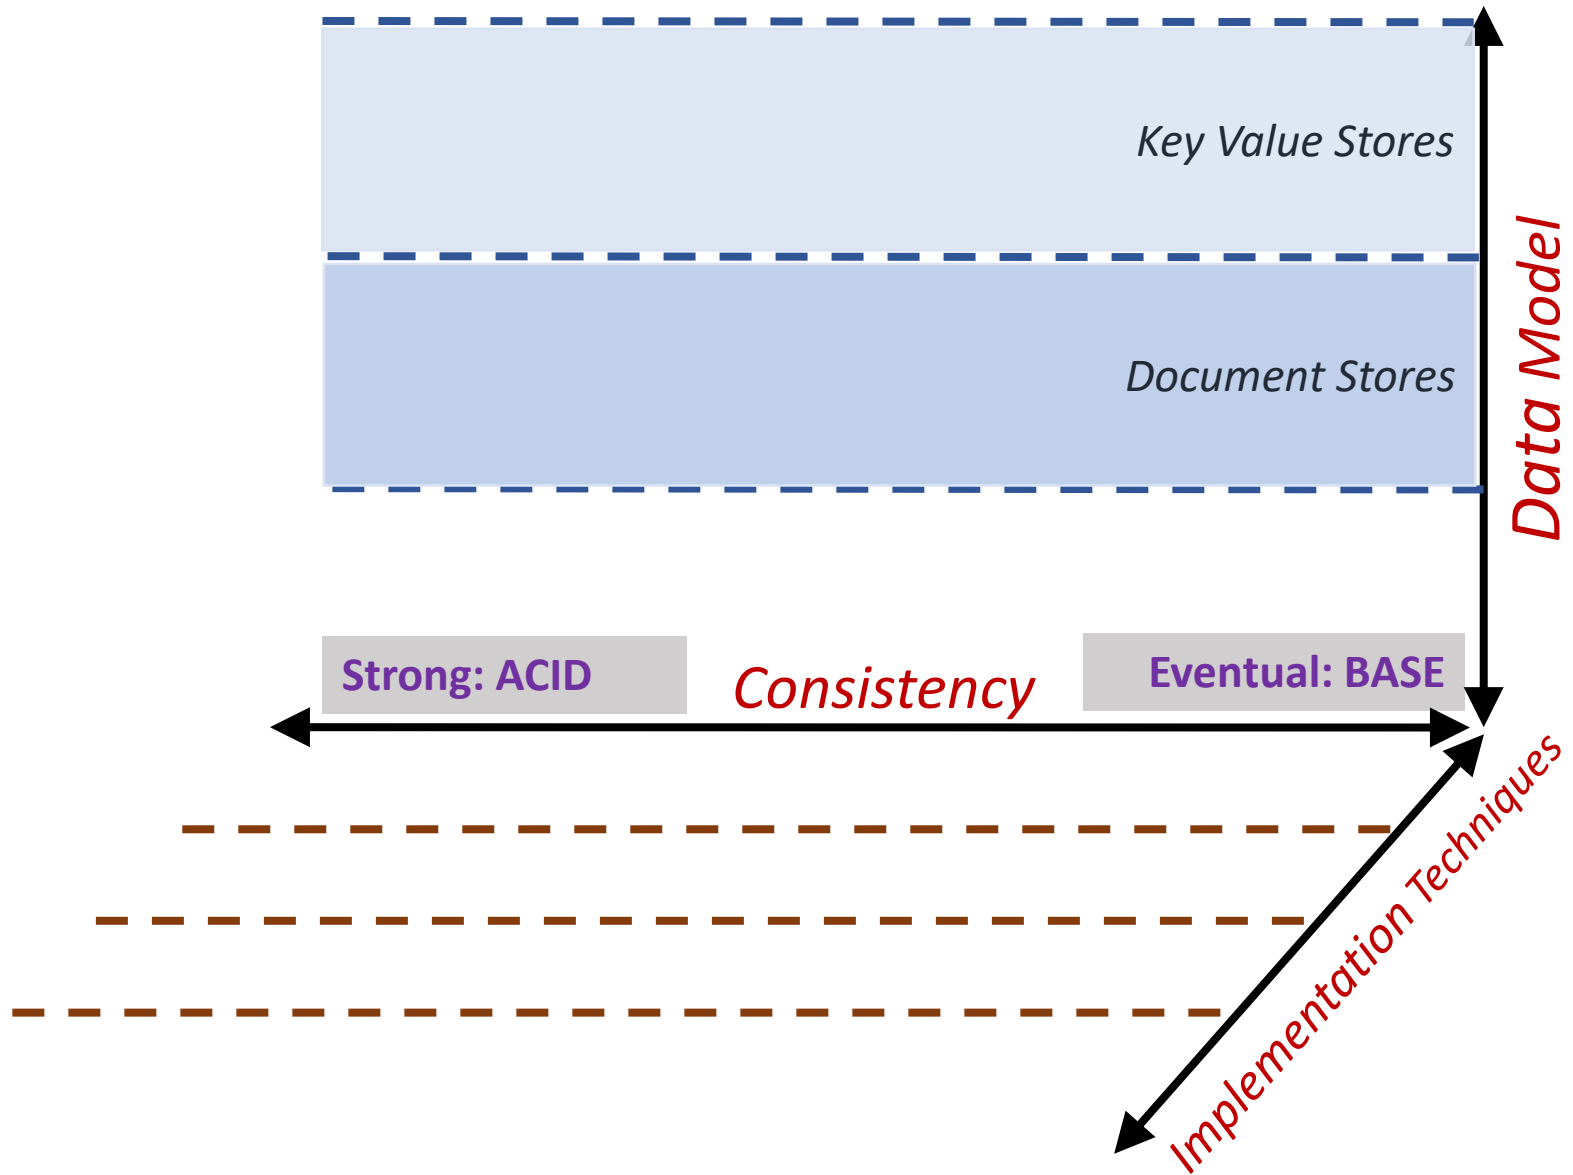 Key Value Stores
Document Stores
Data Model
Strong: ACID
Consistency
Eventual: BASE
Implementation Techniques